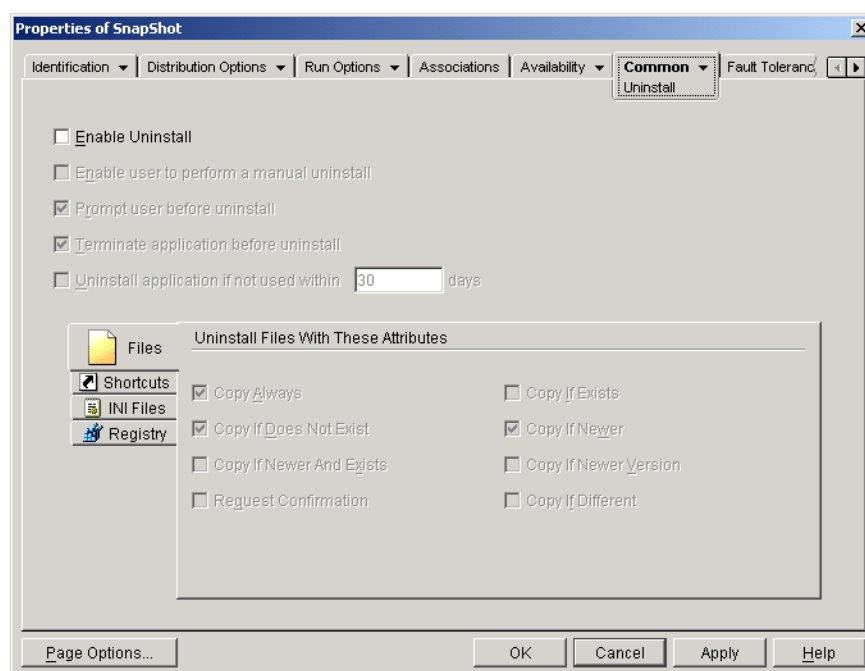 Properties of SnapShot
Identification Distribution Options Run Options Associations Availability Common Fault Toleranc
Uninstall
Enable Uninstall
Enable user to perform a manual uninstall
Prompt user before uninstall
Terminate application before uninstall
Uninstall application if not used within 30 days
Files
Shortcuts
INI Files
Registry
Uninstall Files With These Attributes
Copy Always Copy If Exists
Copy If Does Not Exist Copy If Newer
Copy If Newer And Exists Copy If Newer Version
Request Confirmation Copy If Different
Page Options... OK Cancel Apply Help